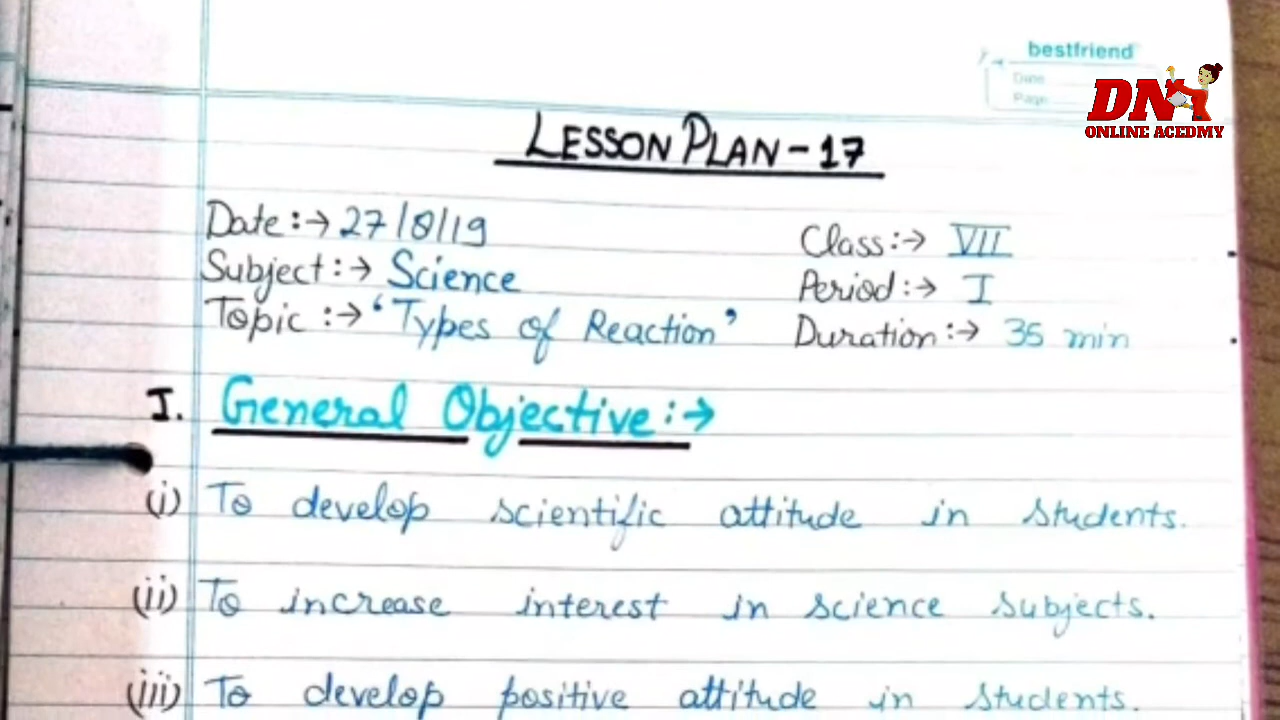 bestfriend
Date
Page
DNA
ONLINE ACEDMY
LESSON PLAN - 17
Date :→ 27/8/19
Class :→ VII
Subject :→ Science
Period :→ I
Topic :→ 'Types of Reaction'
Duration :→ 35 min
I. General Objective :→
(i) To develop scientific attitude in students.
(ii) To increase interest in science subjects.
(iii) To develop positive attitude in students.